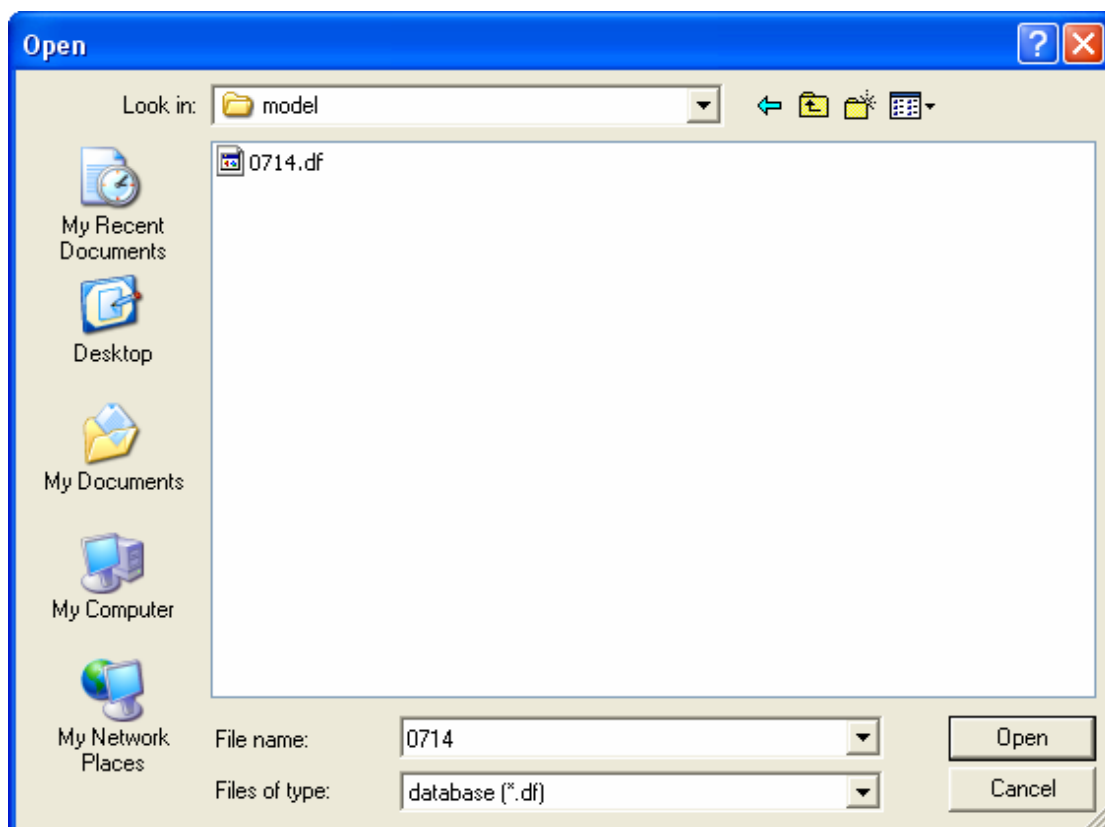 Open
Look in:
model
0714.df
My Recent
Documents
Desktop
My Documents
My Computer
My Network
Places
File name:
0714
Open
Files of type:
database (*.df)
Cancel